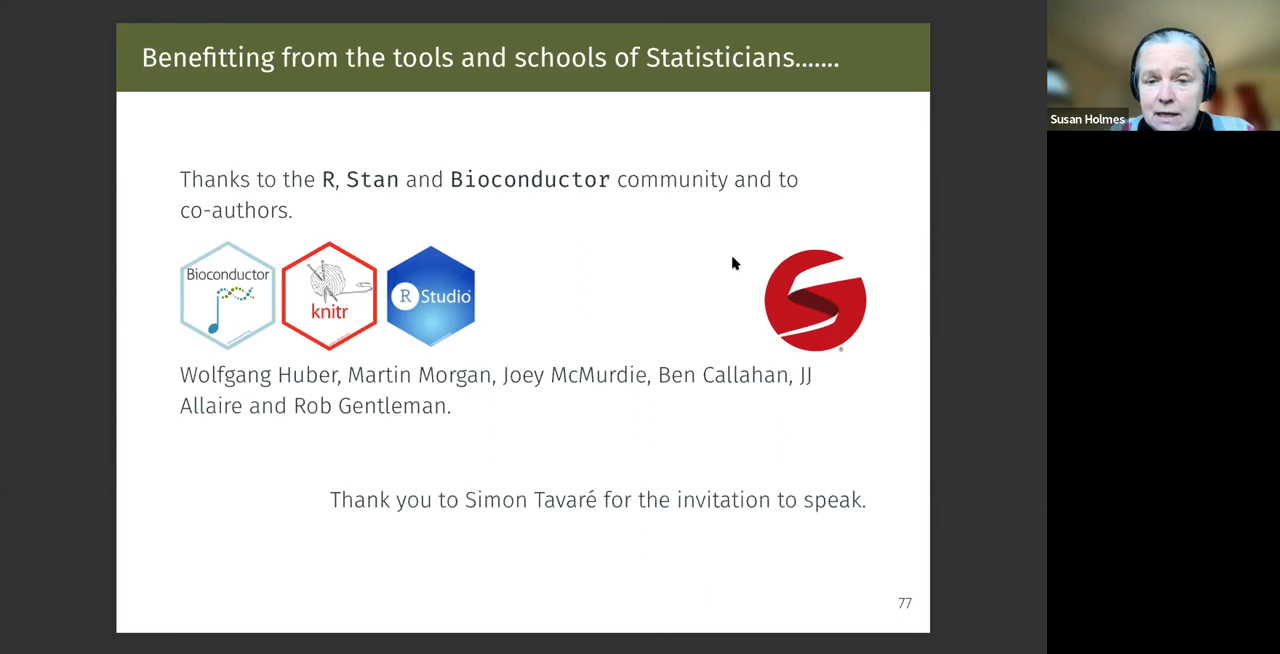 Benefitting from the tools and schools of Statisticians.......
Susan Holmes
Thanks to the R, Stan and Bioconductor community and to
co-authors.
Bioconductor
knitr
R Studio
S
®
Wolfgang Huber, Martin Morgan, Joey McMurdie, Ben Callahan, JJ
Allaire and Rob Gentleman.
Thank you to Simon Tavaré for the invitation to speak.
77